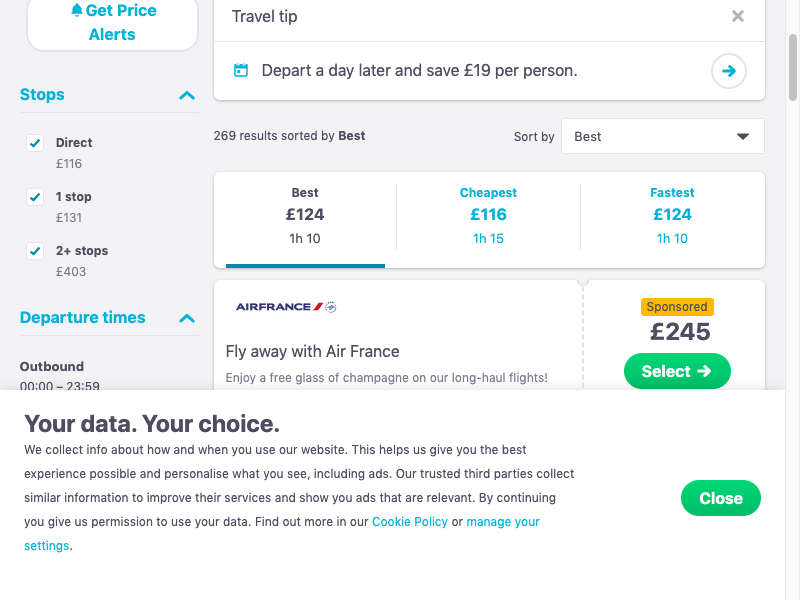 Get Price
Alerts
Stops
Direct
£116
1 stop
£131
2+ stops
£403
Departure times
Outbound
00:00 – 23:59
Travel tip
Depart a day later and save £19 per person.
269 results sorted by Best
Sort by
Best
Best
£124
1h 10
Cheapest
£116
1h 15
Fastest
£124
1h 10
AIRFRANCE
Fly away with Air France
Enjoy a free glass of champagne on our long-haul flights!
Sponsored
£245
Select
Your data. Your choice.
We collect info about how and when you use our website. This helps us give you the best
experience possible and personalise what you see, including ads. Our trusted third parties collect
similar information to improve their services and show you ads that are relevant. By continuing
you give us permission to use your data. Find out more in our Cookie Policy or manage your
settings.
Close